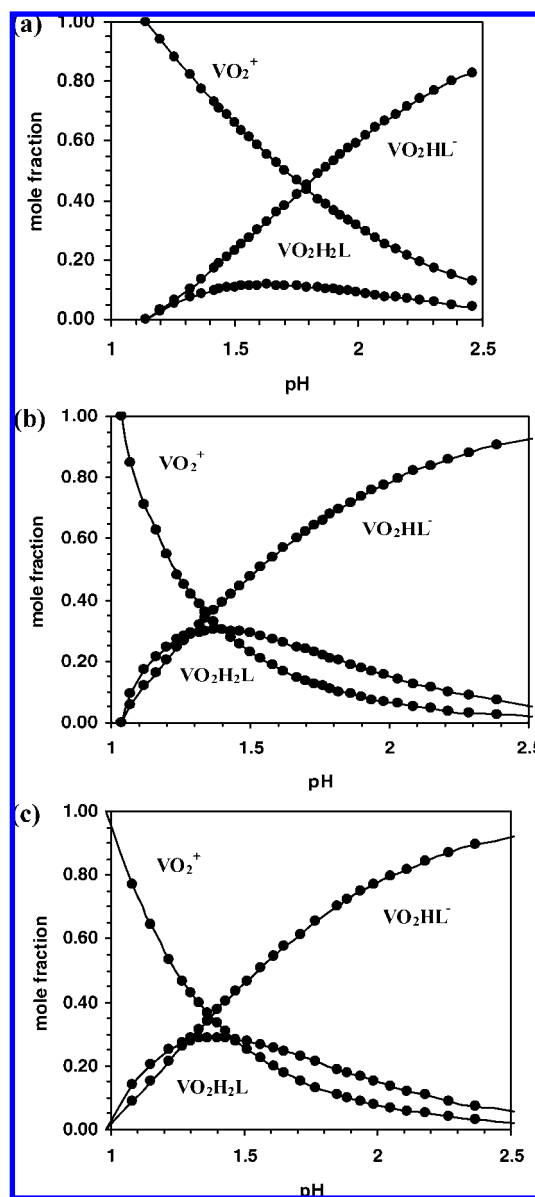 (a)
1.00
0.80
0.60
0.40
0.20
0.00
mole fraction
VO₂⁺
VO₂HL⁻
VO₂H₂L
1 1.5 2 2.5
pH
(b)
1.00
0.80
0.60
0.40
0.20
0.00
mole fraction
VO₂⁺
VO₂HL⁻
VO₂H₂L
1 1.5 2 2.5
pH
(c)
1.00
0.80
0.60
0.40
0.20
0.00
mole fraction
VO₂⁺
VO₂HL⁻
VO₂H₂L
1 1.5 2 2.5
pH